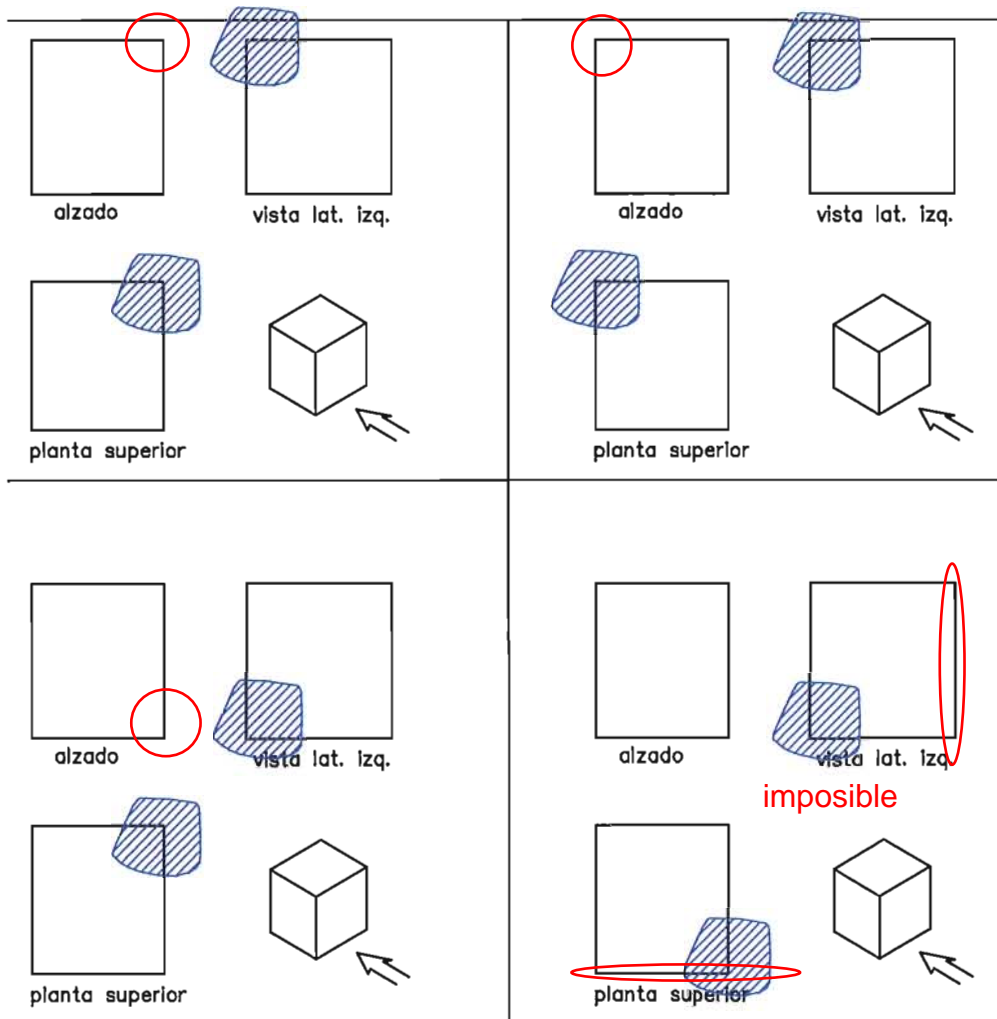 alzado
vista lat. izq.
planta superior
alzado
vista lat. izq.
planta superior
alzado
vista lat. izq.
planta superior
alzado
vista lat. izq.
imposible
planta superior